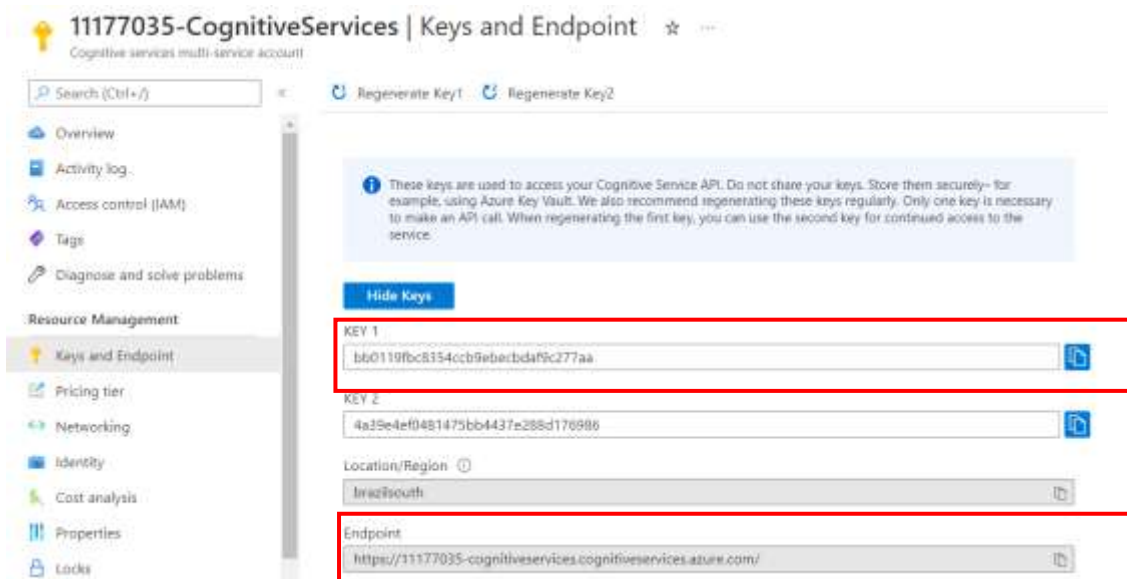 11177035-CognitiveServices | Keys and Endpoint
Cognitive services multi-service account
Search (Ctrl+/)
Regenerate Key1 Regenerate Key2
Overview
Activity log
Access control (IAM)
Tags
Diagnose and solve problems
Resource Management
Keys and Endpoint
Pricing tier
Networking
Identity
Cost analysis
Properties
Locks
These keys are used to access your Cognitive Service API. Do not share your keys. Store them securely– for
example, using Azure Key Vault. We also recommend regenerating these keys regularly. Only one key is necessary
to make an API call. When regenerating the first key, you can use the second key for continued access to the
service.
Hide Keys
KEY 1
bb0119fbc8354ccb9ebecbdaf9c277aa
KEY 2
4a39e4ef0481475bb4437e288d176986
Location/Region
brazilsouth
Endpoint
https://11177035-cognitiveservices.cognitiveservices.azure.com/